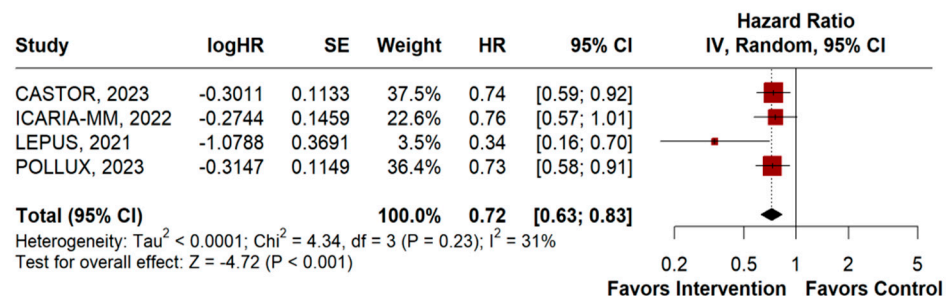 Hazard Ratio
Study logHR SE Weight HR 95% CI IV, Random, 95% CI
CASTOR, 2023 -0.3011 0.1133 37.5% 0.74 [0.59; 0.92]
ICARIA-MM, 2022 -0.2744 0.1459 22.6% 0.76 [0.57; 1.01]
LEPUS, 2021 -1.0788 0.3691 3.5% 0.34 [0.16; 0.70]
POLLUX, 2023 -0.3147 0.1149 36.4% 0.73 [0.58; 0.91]
Total (95% CI) 100.0% 0.72 [0.63; 0.83]
Heterogeneity: Tau² < 0.0001; Chi² = 4.34, df = 3 (P = 0.23); I² = 31%
Test for overall effect: Z = -4.72 (P < 0.001)
0.2 0.5 1 2 5
Favors Intervention Favors Control